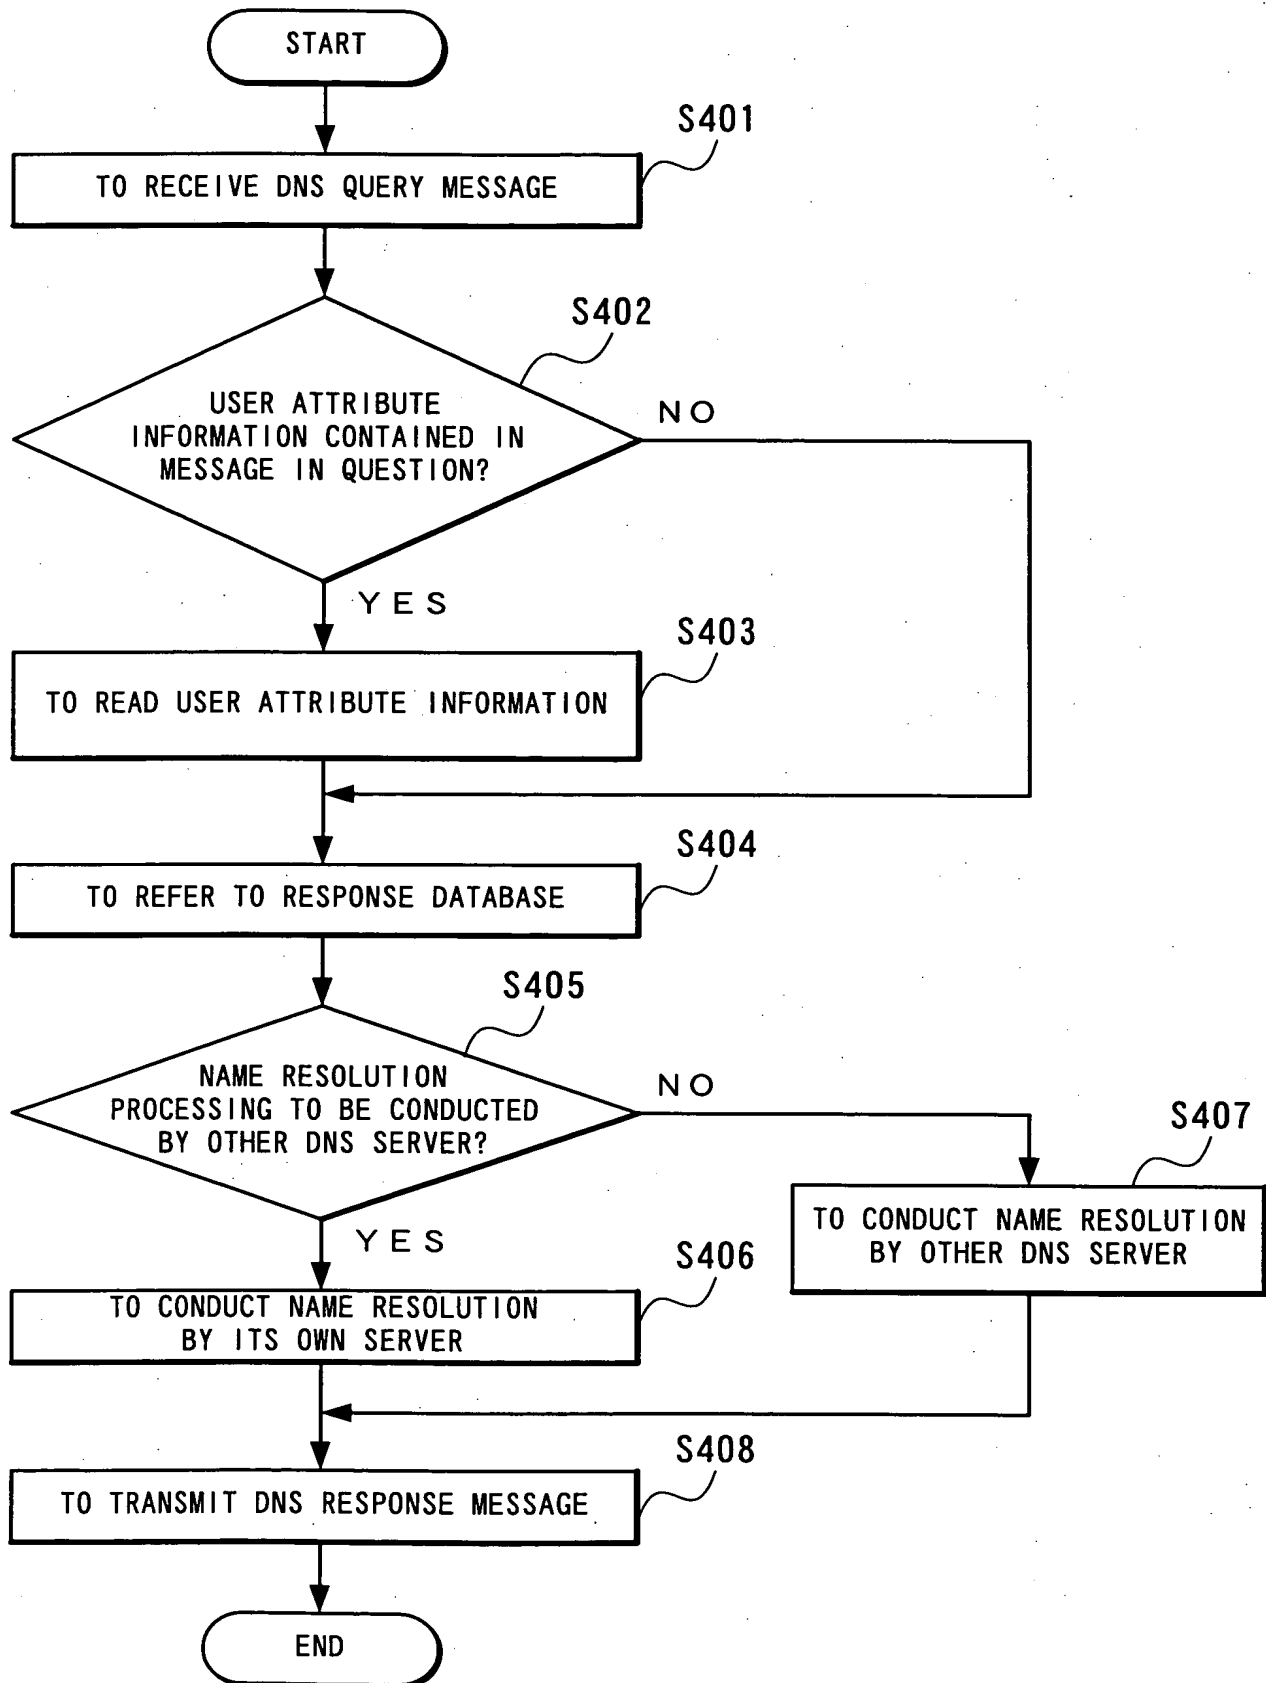 START
S401
TO RECEIVE DNS QUERY MESSAGE
S402
USER ATTRIBUTE
INFORMATION CONTAINED IN
MESSAGE IN QUESTION?
NO
YES
S403
TO READ USER ATTRIBUTE INFORMATION
S404
TO REFER TO RESPONSE DATABASE
S405
NAME RESOLUTION
PROCESSING TO BE CONDUCTED
BY OTHER DNS SERVER?
NO
YES
S407
TO CONDUCT NAME RESOLUTION
BY OTHER DNS SERVER
S406
TO CONDUCT NAME RESOLUTION
BY ITS OWN SERVER
S408
TO TRANSMIT DNS RESPONSE MESSAGE
END